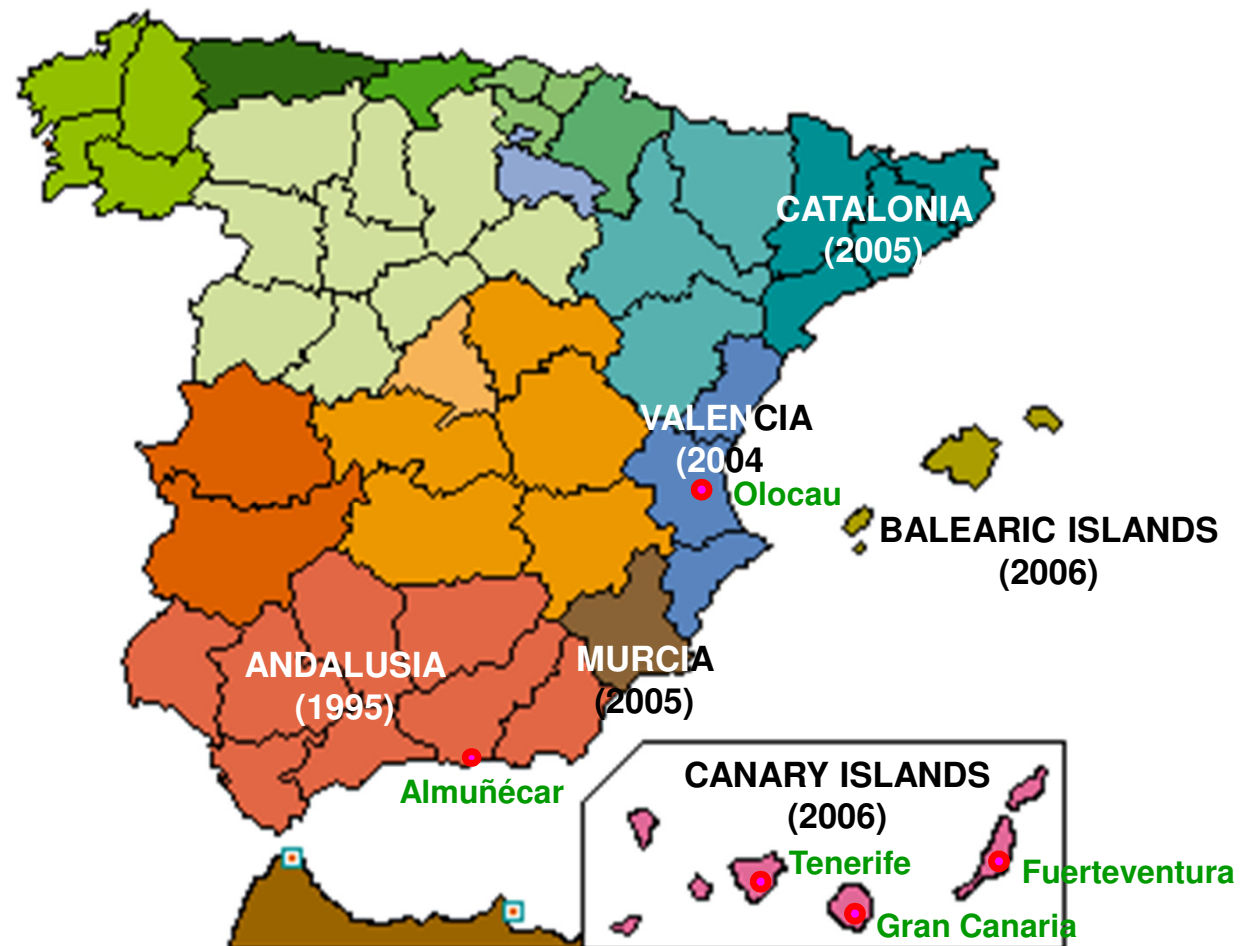 CATALONIA
(2005)
VALENCIA
(2004
Olocau
BALEARIC ISLANDS
(2006)
ANDALUSIA
(1995)
MURCIA
(2005)
Almuñécar
CANARY ISLANDS
(2006)
Tenerife
Fuerteventura
Gran Canaria